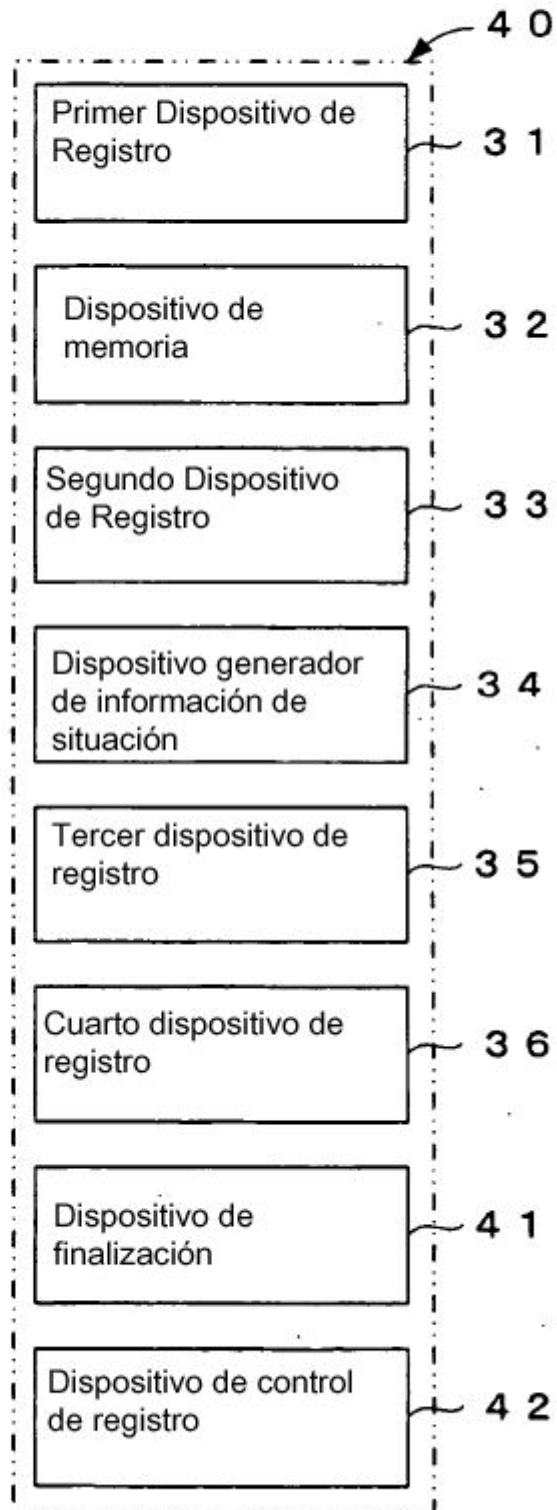 40
Primer Dispositivo de
Registro
31
Dispositivo de
memoria
32
Segundo Dispositivo
de Registro
33
Dispositivo generador
de información de
situación
34
Tercer dispositivo de
registro
35
Cuarto dispositivo de
registro
36
Dispositivo de
finalización
41
Dispositivo de control
de registro
42